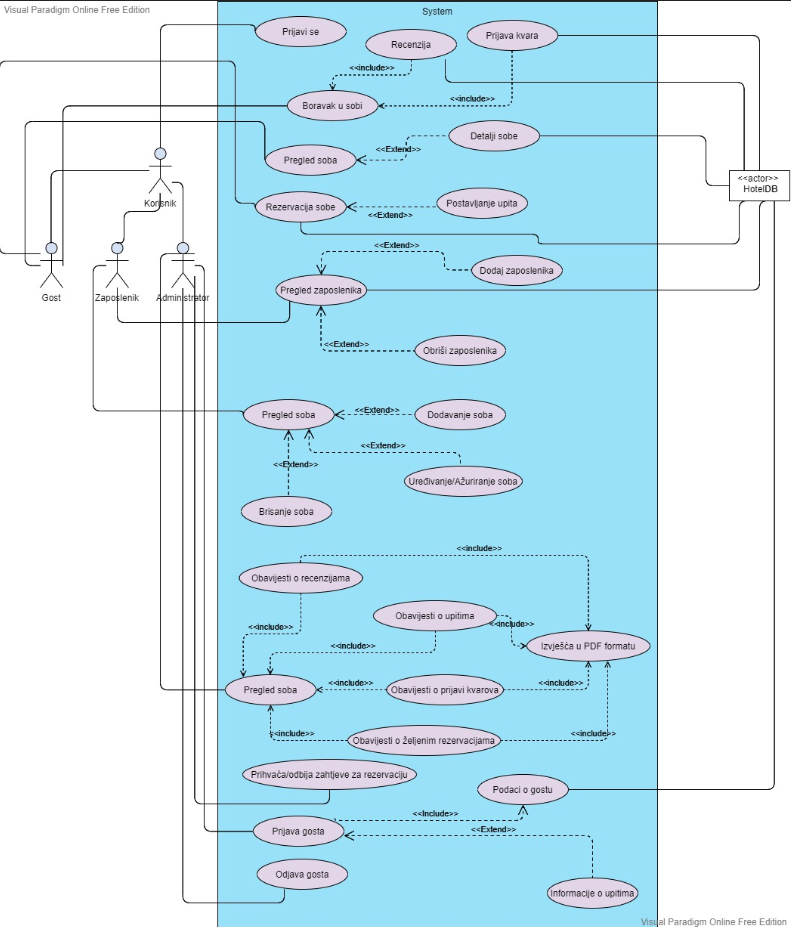 Visual Paradigm Online Free Edition
System
Prijavi se
Recenzija
Prijava kvara
<<include>>
Boravak u sobi
<<include>>
Detalji sobe
<<Extend>>
Pregled soba
<<actor>>
HotelDB
Korisnik
Rezervacija sobe
Postavljanje upita
<<Extend>>
<<Extend>>
Dodaj zaposlenika
Gost
Zaposlenik
Administrator
Pregled zaposlenika
<<Extend>>
Obriši zaposlenika
Pregled soba
<<Extend>>
Dodavanje soba
<<Extend>>
<<Extend>>
Uređivanje/Ažuriranje soba
Brisanje soba
<<include>>
Obavijesti o recenzijama
Obavijesti o upitima
<<include>>
<<include>>
<<include>>
Izvješća u PDF formatu
Pregled soba
<<include>>
Obavijesti o prijavi kvarova
<<include>>
<<include>>
Obavijesti o željenim rezervacijama
<<include>>
Prihvaća/odbija zahtjeve za rezervaciju
Podaci o gostu
<<Include>>
Prijava gosta
<<Extend>>
Odjava gosta
Informacije o upitima
Visual Paradigm Online Free Edition